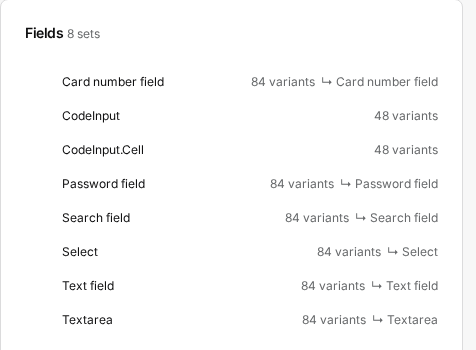 Fields 8 sets
Card number field 84 variants ↳ Card number field
CodeInput 48 variants
CodeInput.Cell 48 variants
Password field 84 variants ↳ Password field
Search field 84 variants ↳ Search field
Select 84 variants ↳ Select
Text field 84 variants ↳ Text field
Textarea 84 variants ↳ Textarea